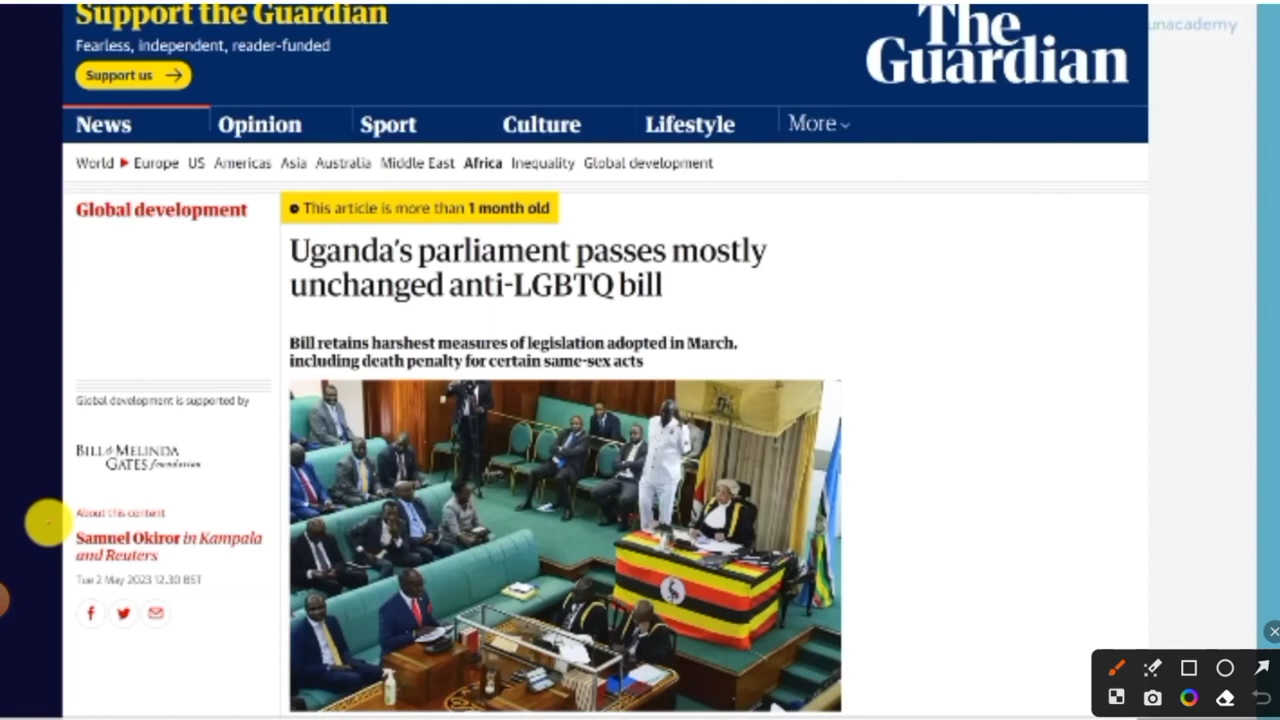 Support the Guardian
Fearless, independent, reader-funded
Support us
The
Guardian
unacademy
News Opinion Sport Culture Lifestyle More
World Europe US Americas Asia Australia Middle East Africa Inequality Global development
Global development
This article is more than 1 month old
Uganda's parliament passes mostly
unchanged anti-LGBTQ bill
Bill retains harshest measures of legislation adopted in March,
including death penalty for certain same-sex acts
Global development is supported by
BILL & MELINDA
GATES foundation
About this content
Samuel Okiror in Kampala
and Reuters
Tue 2 May 2023 12.30 BST